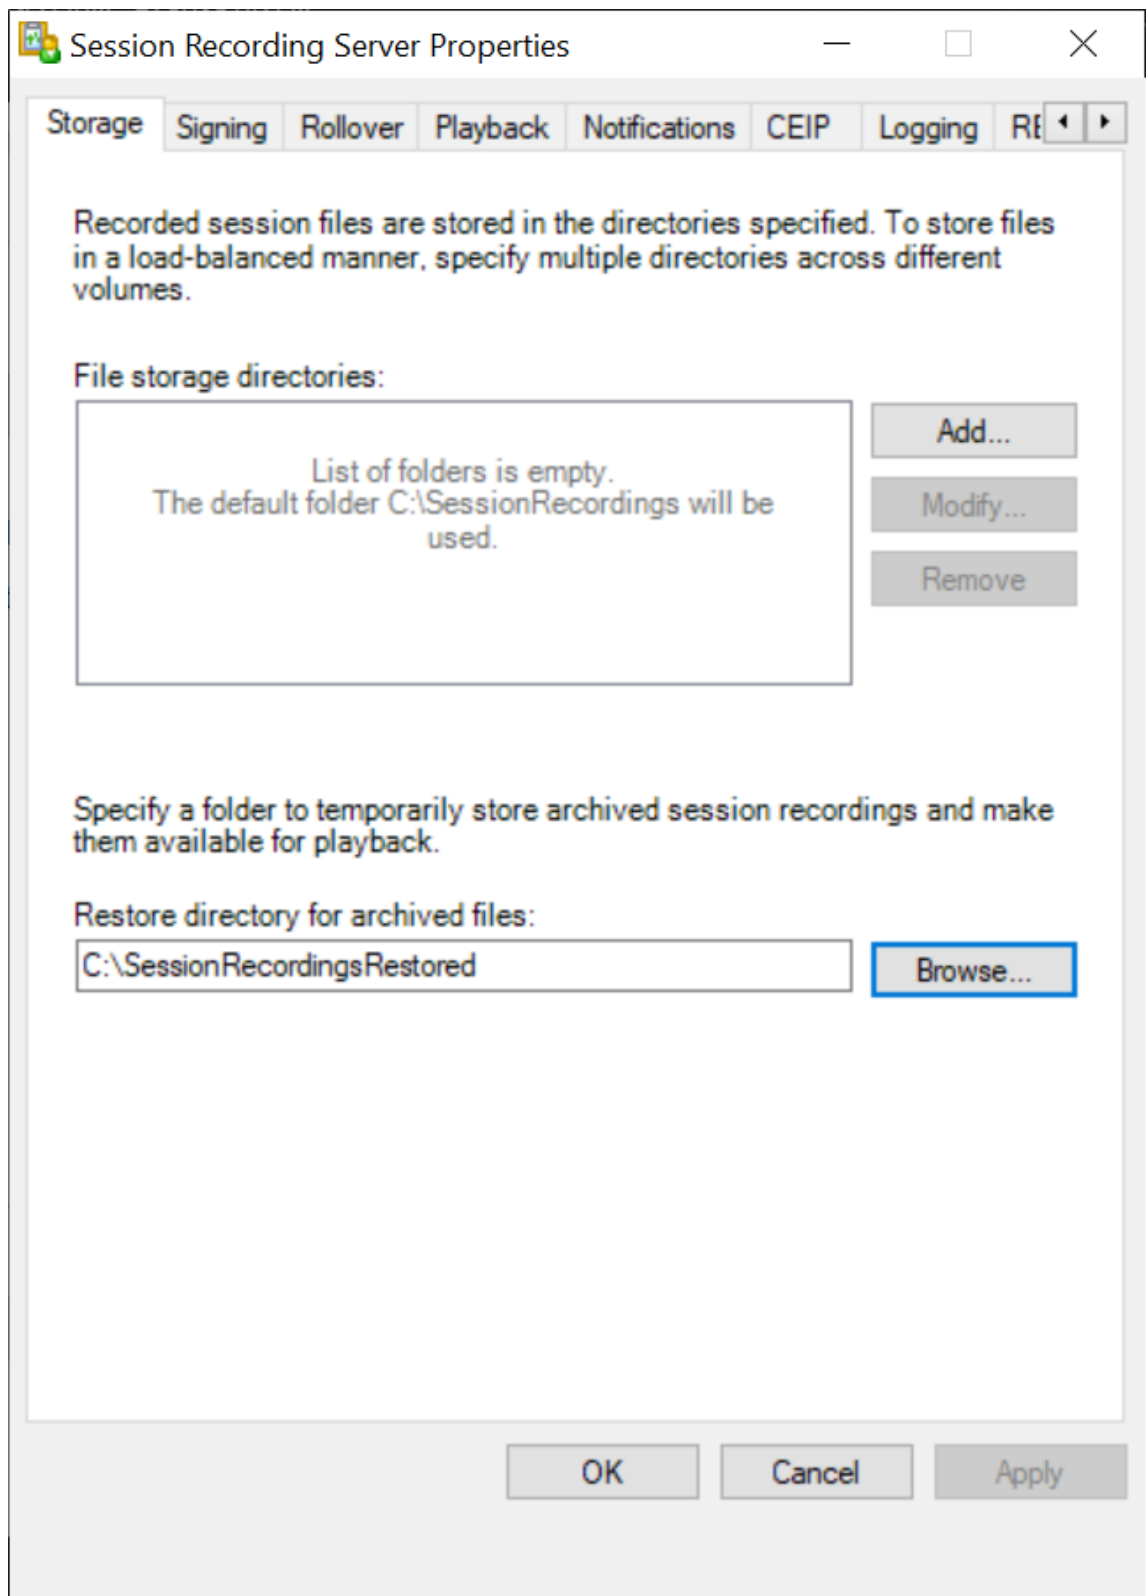 Session Recording Server Properties
Storage Signing Rollover Playback Notifications CEIP Logging
Recorded session files are stored in the directories specified. To store files
in a load-balanced manner, specify multiple directories across different
volumes.
File storage directories:
List of folders is empty.
The default folder C:\SessionRecordings will be
used.
Add...
Modify...
Remove
Specify a folder to temporarily store archived session recordings and make
them available for playback.
Restore directory for archived files:
C:\SessionRecordingsRestored
Browse...
OK Cancel Apply